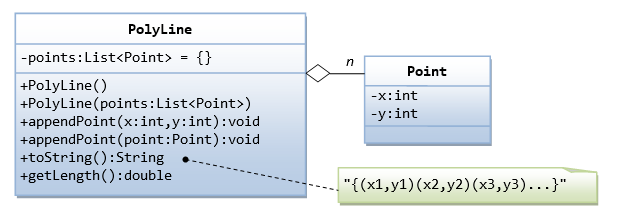 PolyLine
-points:List<Point> = {}
+PolyLine()
+PolyLine(points:List<Point>)
+appendPoint(x:int,y:int):void
+appendPoint(point:Point):void
+toString():String
+getLength():double
n
Point
-x:int
-y:int
"{(x1,y1)(x2,y2)(x3,y3)...}"